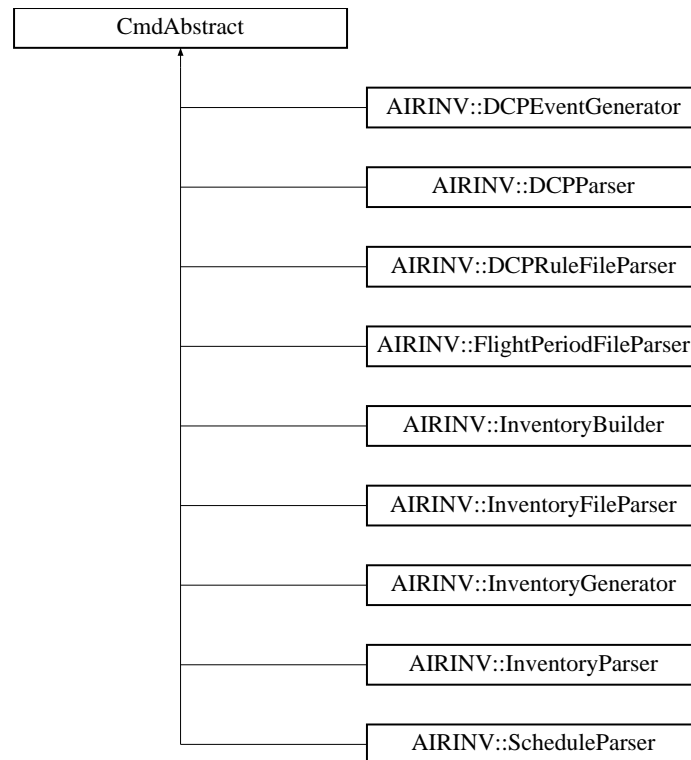 CmdAbstract
AIRINV::DCPEventGenerator
AIRINV::DCPParser
AIRINV::DCPRuleFileParser
AIRINV::FlightPeriodFileParser
AIRINV::InventoryBuilder
AIRINV::InventoryFileParser
AIRINV::InventoryGenerator
AIRINV::InventoryParser
AIRINV::ScheduleParser